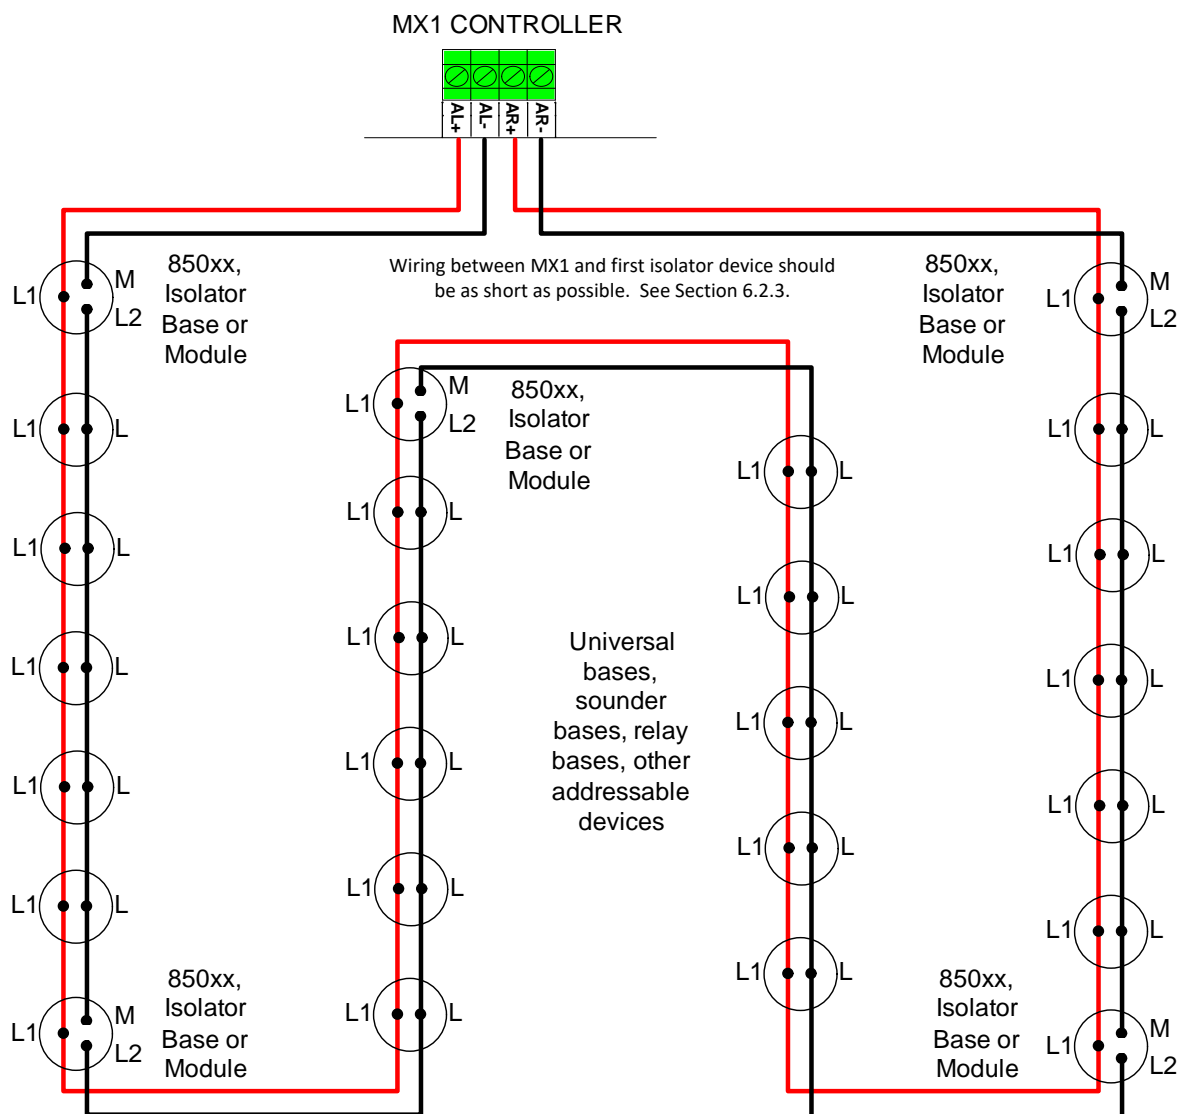 MX1 CONTROLLER
AL+
AL-
AR+
AR-
850xx,
Isolator
Base or
Module
L1
M
L2
Wiring between MX1 and first isolator device should
be as short as possible. See Section 6.2.3.
850xx,
Isolator
Base or
Module
L1
M
L2
L1
M
L2
850xx,
Isolator
Base or
Module
L1 L
L1 L
L1 L
L1 L
L1 L
L1 L
L1 L
L1 L
L1 L
L1 L
L1 L
Universal
bases,
sounder
bases, relay
bases, other
addressable
devices
L1 L
L1 L
L1 L
L1 L
L1 L
L1 L
L1 L
L1 L
L1 L
850xx,
Isolator
Base or
Module
L1
M
L2
850xx,
Isolator
Base or
Module
L1
M
L2